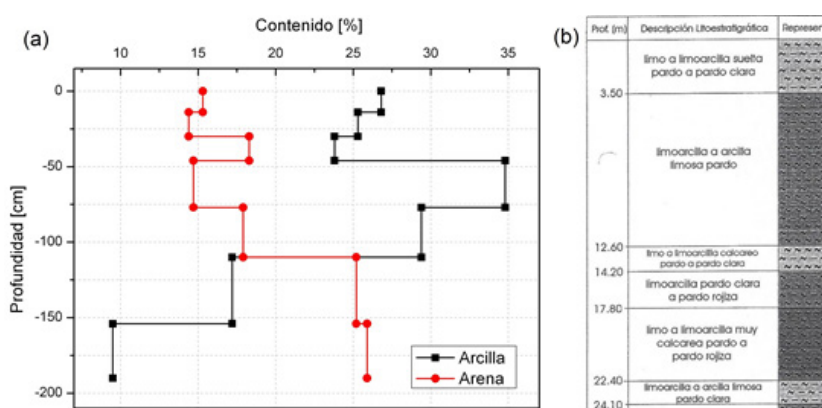 (a)
Contenido [%]
10 15 20 25 30 35
Profundidad [cm]
0
-50
-100
-150
-200
Arcilla
Arena
(b)
Prof. (m) Descripción Litoestratigráfica Represen
limo a limoarcilla suelta
pardo a pardo clara
3.50
limoarcilla a arcilla
limosa pardo
12.60
limo a limoarcilla calcareo
pardo a pardo clara
14.20
limoarcilla pardo clara
a pardo rojiza
17.80
limo a limoarcilla muy
calcarea pardo a
pardo rojiza
22.40
limoarcilla a arcilla limosa
pardo clara
24.10